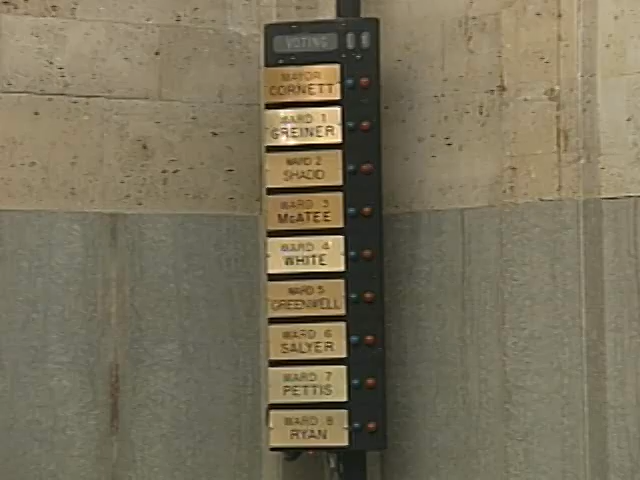 VOTING
MAYOR
CORNETT
WARD 1
GREINER
WARD 2
SHADID
WARD 3
McATEE
WARD 4
WHITE
WARD 5
GREENWELL
WARD 6
SALYER
WARD 7
PETTIS
WARD 8
RYAN